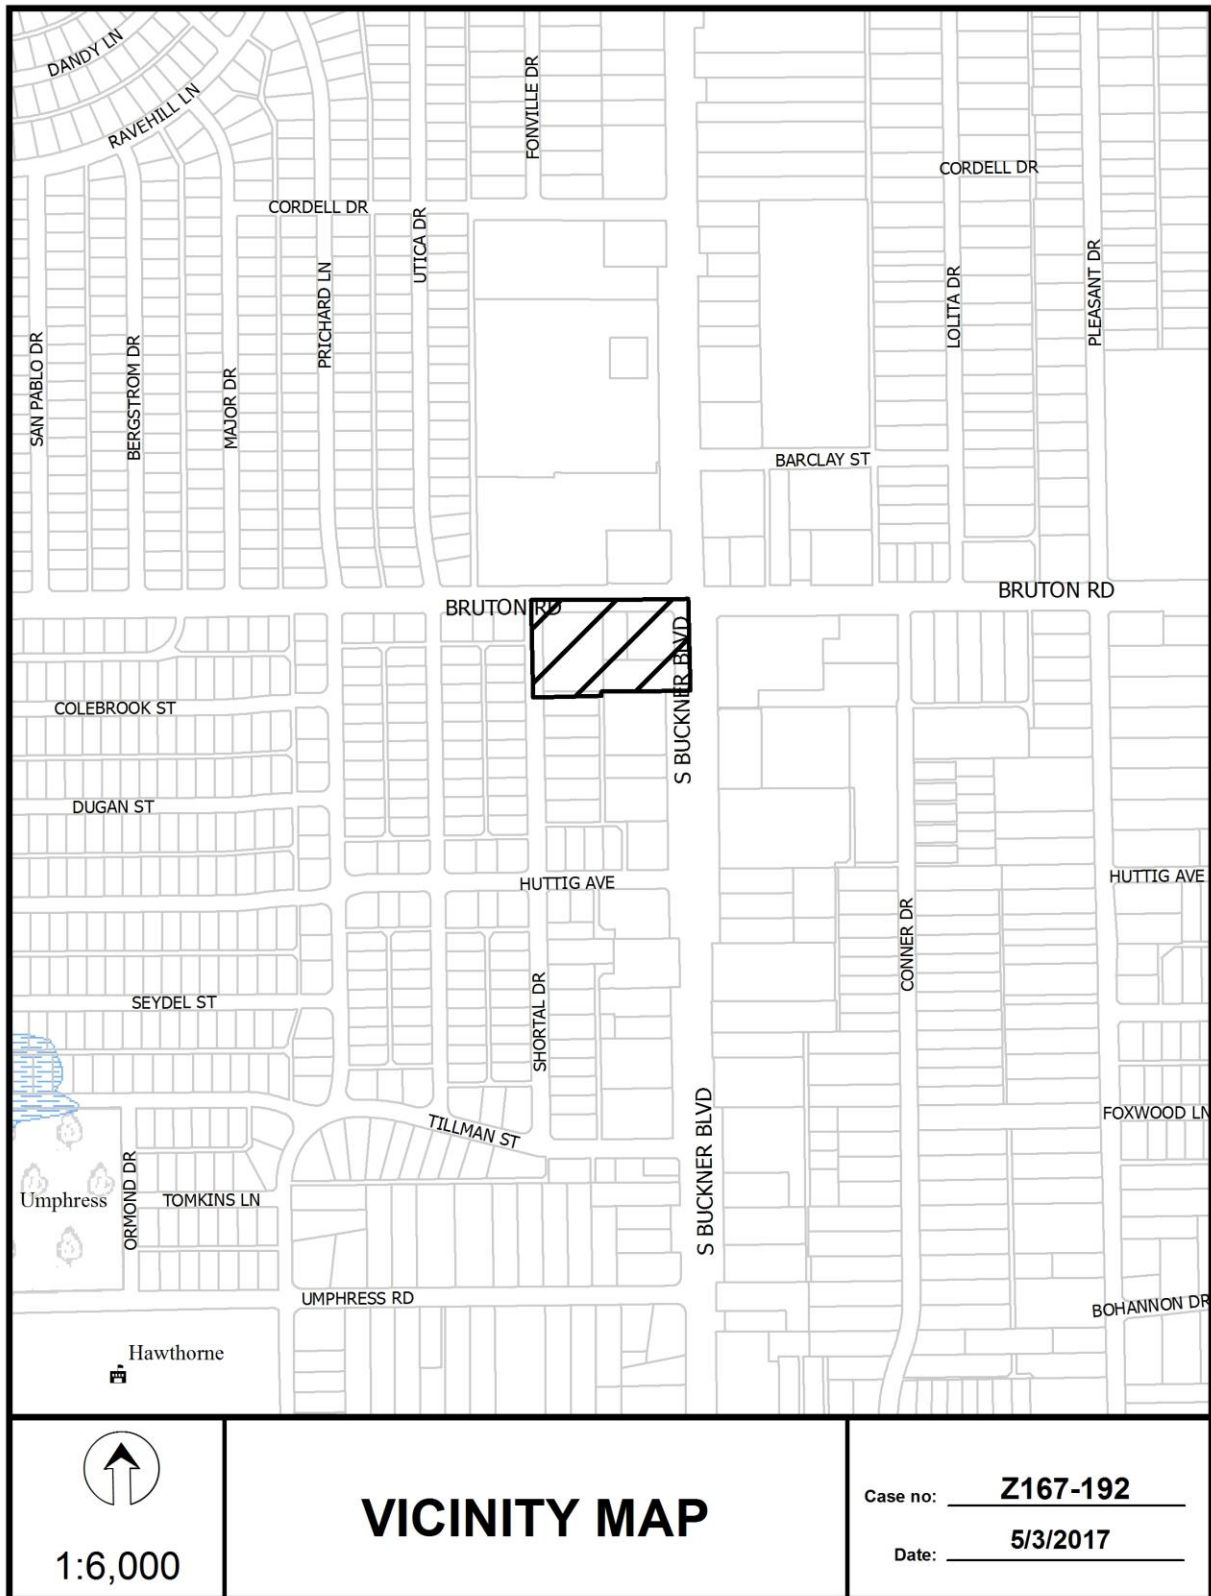 DANDY LN
RAVEHILL LN
FONVILLE DR
CORDELL DR
CORDELL DR
UTICA DR
PRICHARD LN
SAN PABLO DR
BERGSTROM DR
MAJOR DR
LOLITA DR
PLEASANT DR
BARCLAY ST
BRUTON RD
BRUTON RD
S BUCKNER BLVD
COLEBROOK ST
DUGAN ST
HUTTIG AVE
HUTTIG AVE
CONNER DR
SEYDEL ST
SHORTAL DR
TILLMAN ST
FOXWOOD LN
S BUCKNER BLVD
Umphress
ORMOND DR
TOMKINS LN
UMPHRESS RD
BOHANNON DR
Hawthorne
1:6,000
VICINITY MAP
Case no: Z167-192
Date: 5/3/2017